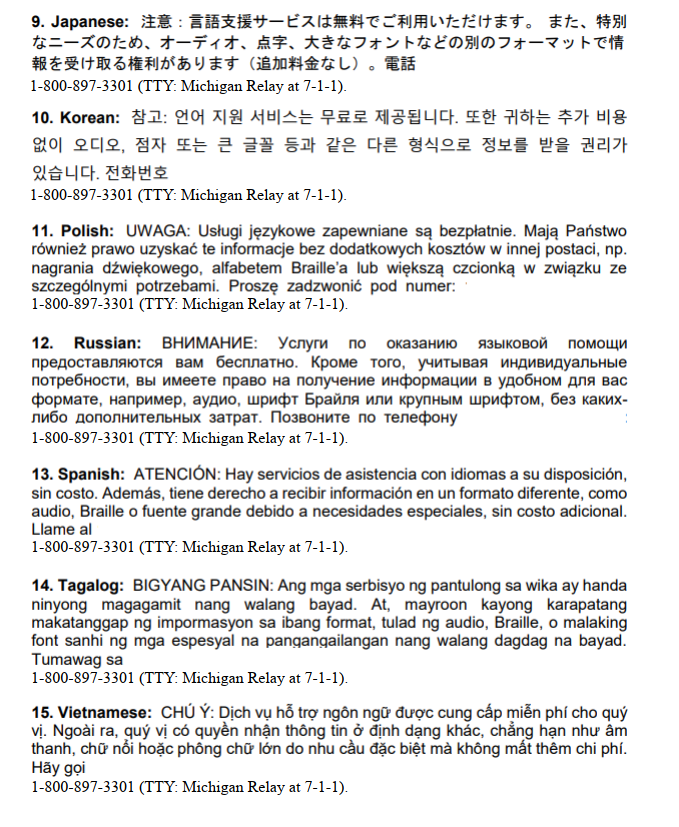 9. Japanese: 注意：言語支援サービスは無料でご利用いただけます。 また、特別
なニーズのため、オーディオ、点字、大きなフォントなどの別のフォーマットで情
報を受け取る権利があります（追加料金なし）。電話
1-800-897-3301 (TTY: Michigan Relay at 7-1-1).
10. Korean: 참고: 언어 지원 서비스는 무료로 제공됩니다. 또한 귀하는 추가 비용
없이 오디오, 점자 또는 큰 글꼴 등과 같은 다른 형식으로 정보를 받을 권리가
있습니다. 전화번호
1-800-897-3301 (TTY: Michigan Relay at 7-1-1).
11. Polish: UWAGA: Usługi językowe zapewniane są bezpłatnie. Mają Państwo
również prawo uzyskać te informacje bez dodatkowych kosztów w innej postaci, np.
nagrania dźwiękowego, alfabetem Braille’a lub większą czcionką w związku ze
szczególnymi potrzebami. Proszę zadzwonić pod numer:
1-800-897-3301 (TTY: Michigan Relay at 7-1-1).
12. Russian: ВНИМАНИЕ: Услуги по оказанию языковой помощи
предоставляются вам бесплатно. Кроме того, учитывая индивидуальные
потребности, вы имеете право на получение информации в удобном для вас
формате, например, аудио, шрифт Брайля или крупным шрифтом, без каких-
либо дополнительных затрат. Позвоните по телефону
1-800-897-3301 (TTY: Michigan Relay at 7-1-1).
13. Spanish: ATENCIÓN: Hay servicios de asistencia con idiomas a su disposición,
sin costo. Además, tiene derecho a recibir información en un formato diferente, como
audio, Braille o fuente grande debido a necesidades especiales, sin costo adicional.
Llame al
1-800-897-3301 (TTY: Michigan Relay at 7-1-1).
14. Tagalog: BIGYANG PANSIN: Ang mga serbisyo ng pantulong sa wika ay handa
ninyong magagamit nang walang bayad. At, mayroon kayong karapatang
makatanggap ng impormasyon sa ibang format, tulad ng audio, Braille, o malaking
font sanhi ng mga espesyal na pangangailangan nang walang dagdag na bayad.
Tumawag sa
1-800-897-3301 (TTY: Michigan Relay at 7-1-1).
15. Vietnamese: CHÚ Ý: Dịch vụ hỗ trợ ngôn ngữ được cung cấp miễn phí cho quý
vị. Ngoài ra, quý vị có quyền nhận thông tin ở định dạng khác, chẳng hạn như âm
thanh, chữ nổi hoặc phông chữ lớn do nhu cầu đặc biệt mà không mất thêm chi phí.
Hãy gọi
1-800-897-3301 (TTY: Michigan Relay at 7-1-1).